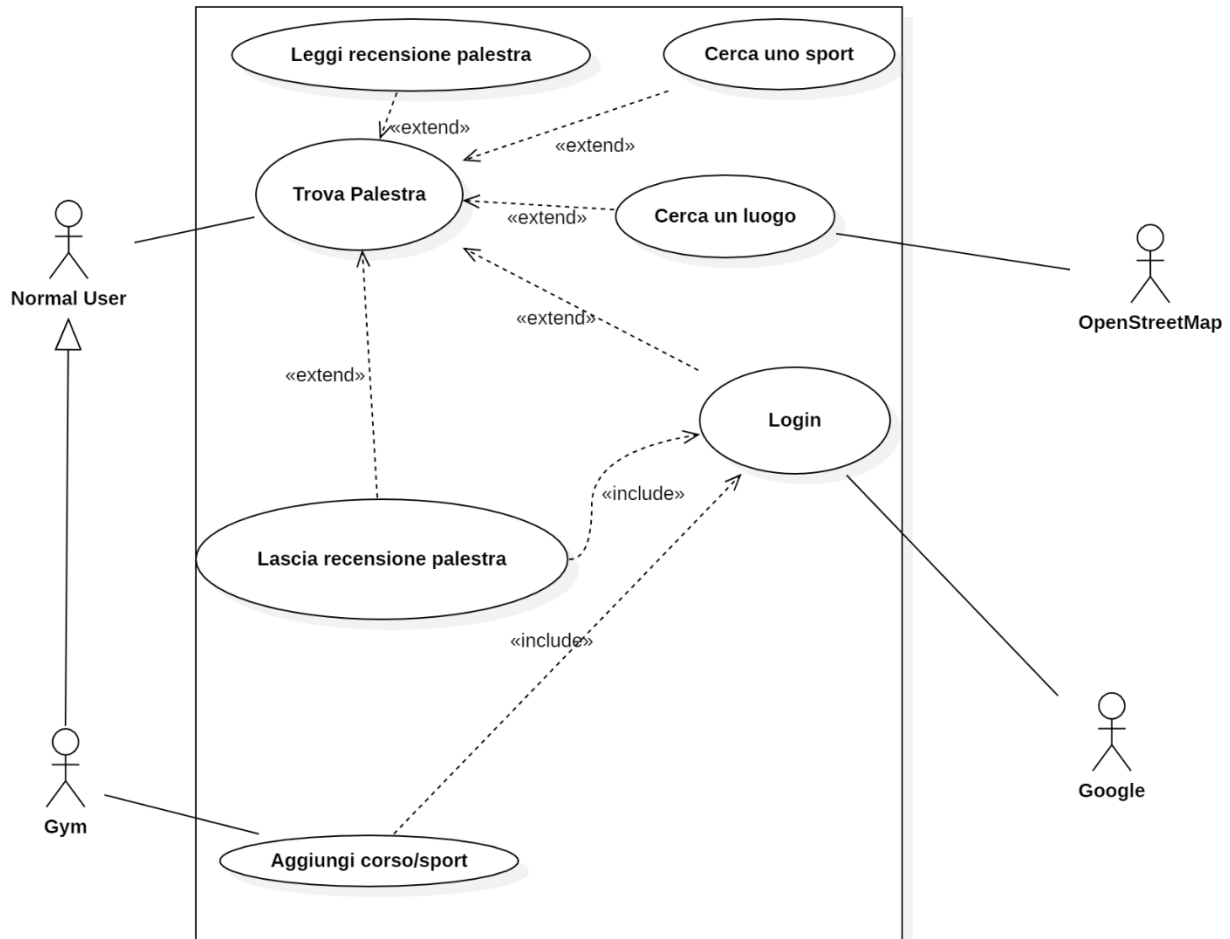 Leggi recensione palestra
Cerca uno sport
«extend»
«extend»
Trova Palestra
Cerca un luogo
«extend»
Normal User
OpenStreetMap
«extend»
«extend»
Login
«include»
Lascia recensione palestra
«include»
Google
Gym
Aggiungi corso/sport